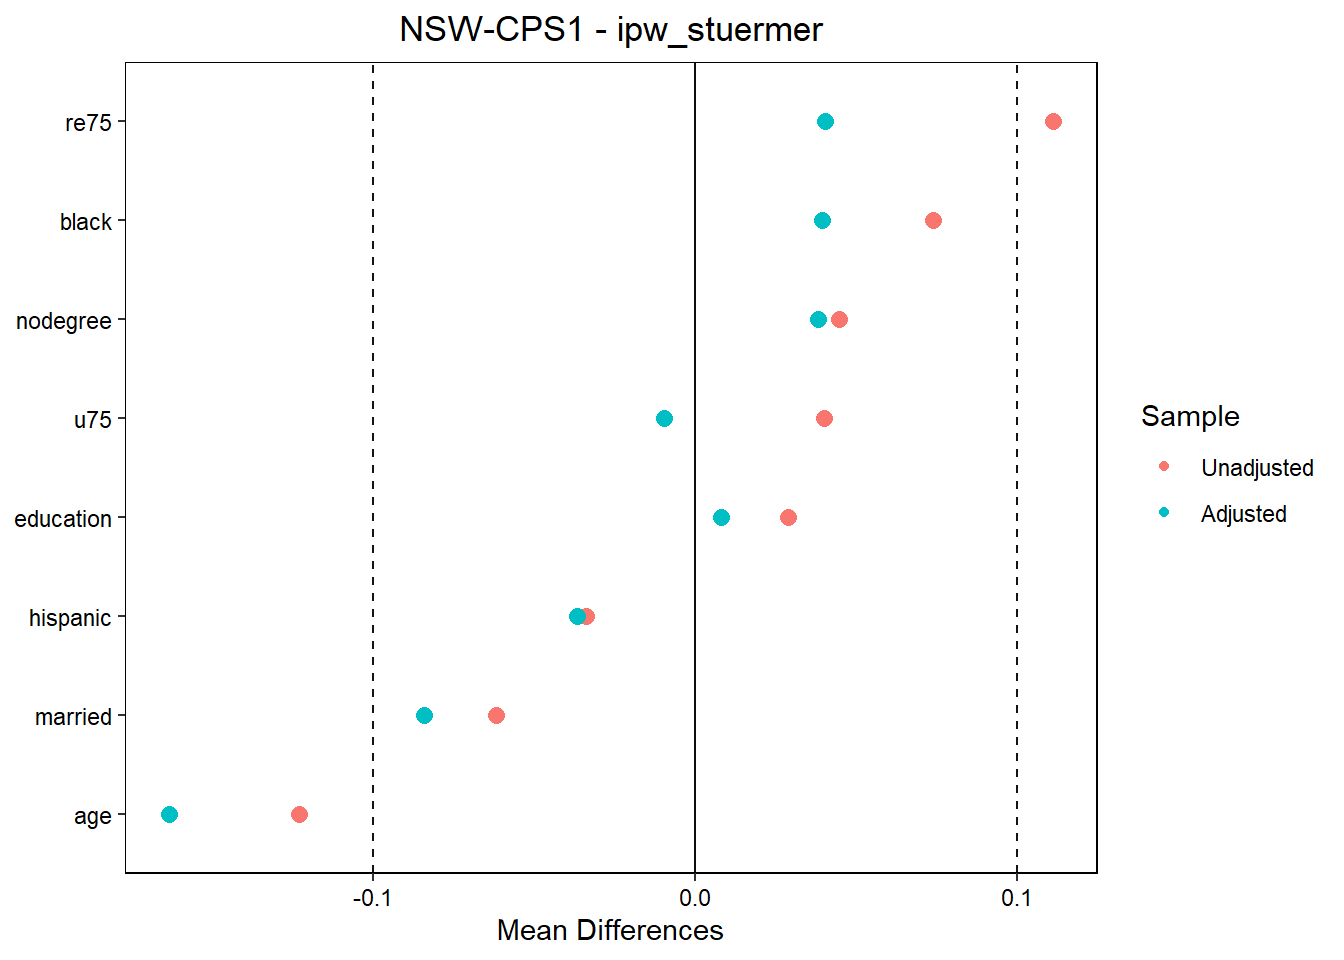 NSW-CPS1 - ipw_stuermer
re75
black
nodegree
u75
education
hispanic
married
age
-0.1
0.0
0.1
Mean Differences
Sample
Unadjusted
Adjusted